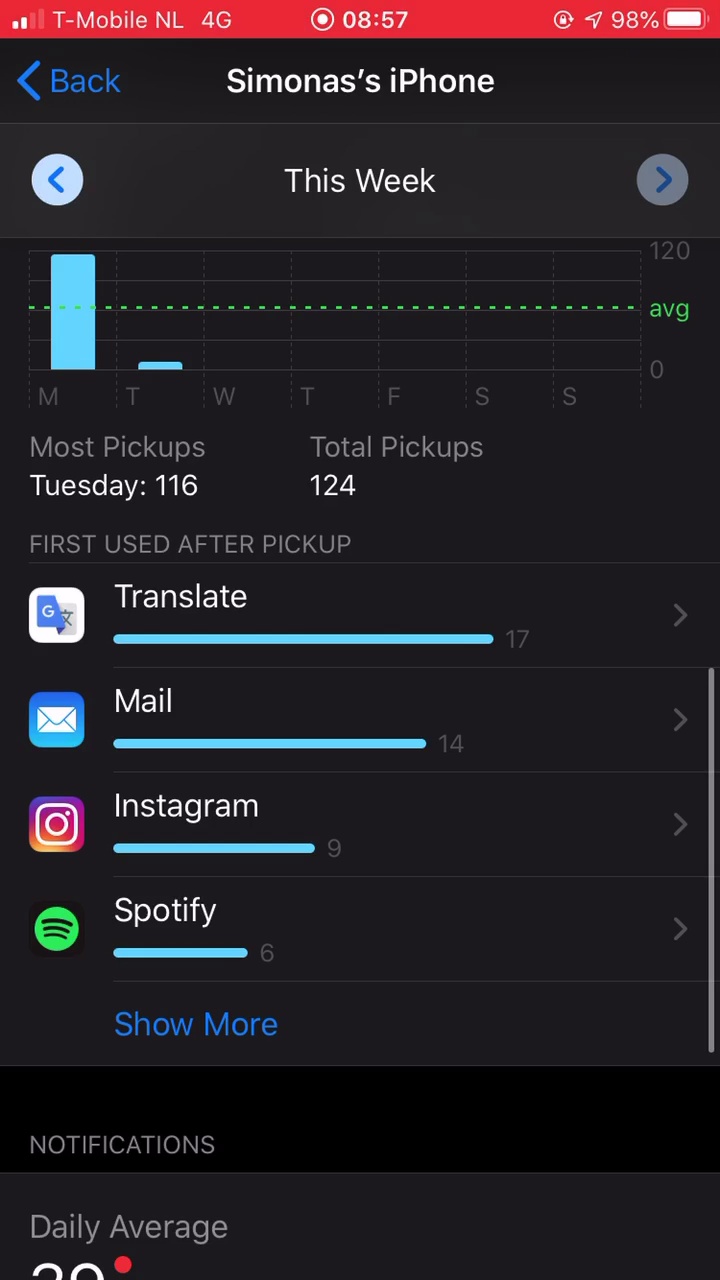 T-Mobile NL 4G 08:57 98%
Back Simonas’s iPhone
This Week
120
avg
0
M T W T F S S
Most Pickups Total Pickups
Tuesday: 116 124
FIRST USED AFTER PICKUP
Translate
17
Mail
14
Instagram
9
Spotify
6
Show More
NOTIFICATIONS
Daily Average